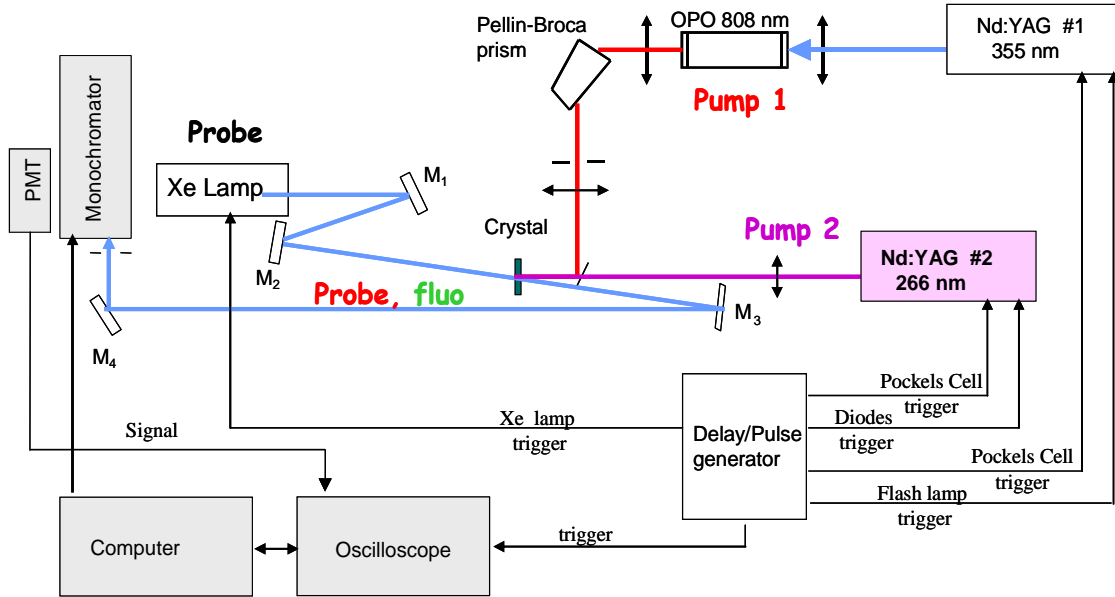 Pellin-Broca
prism
OPO 808 nm
Nd:YAG #1
355 nm
Pump 1
Probe
Monochromator
PMT
Xe Lamp
M1
M2
Crystal
Pump 2
Nd:YAG #2
266 nm
Probe, fluo
M3
M4
Pockels Cell
trigger
Xe lamp
trigger
Diodes
trigger
Signal
Delay/Pulse
generator
Pockels Cell
trigger
Flash lamp
trigger
trigger
Computer
Oscilloscope